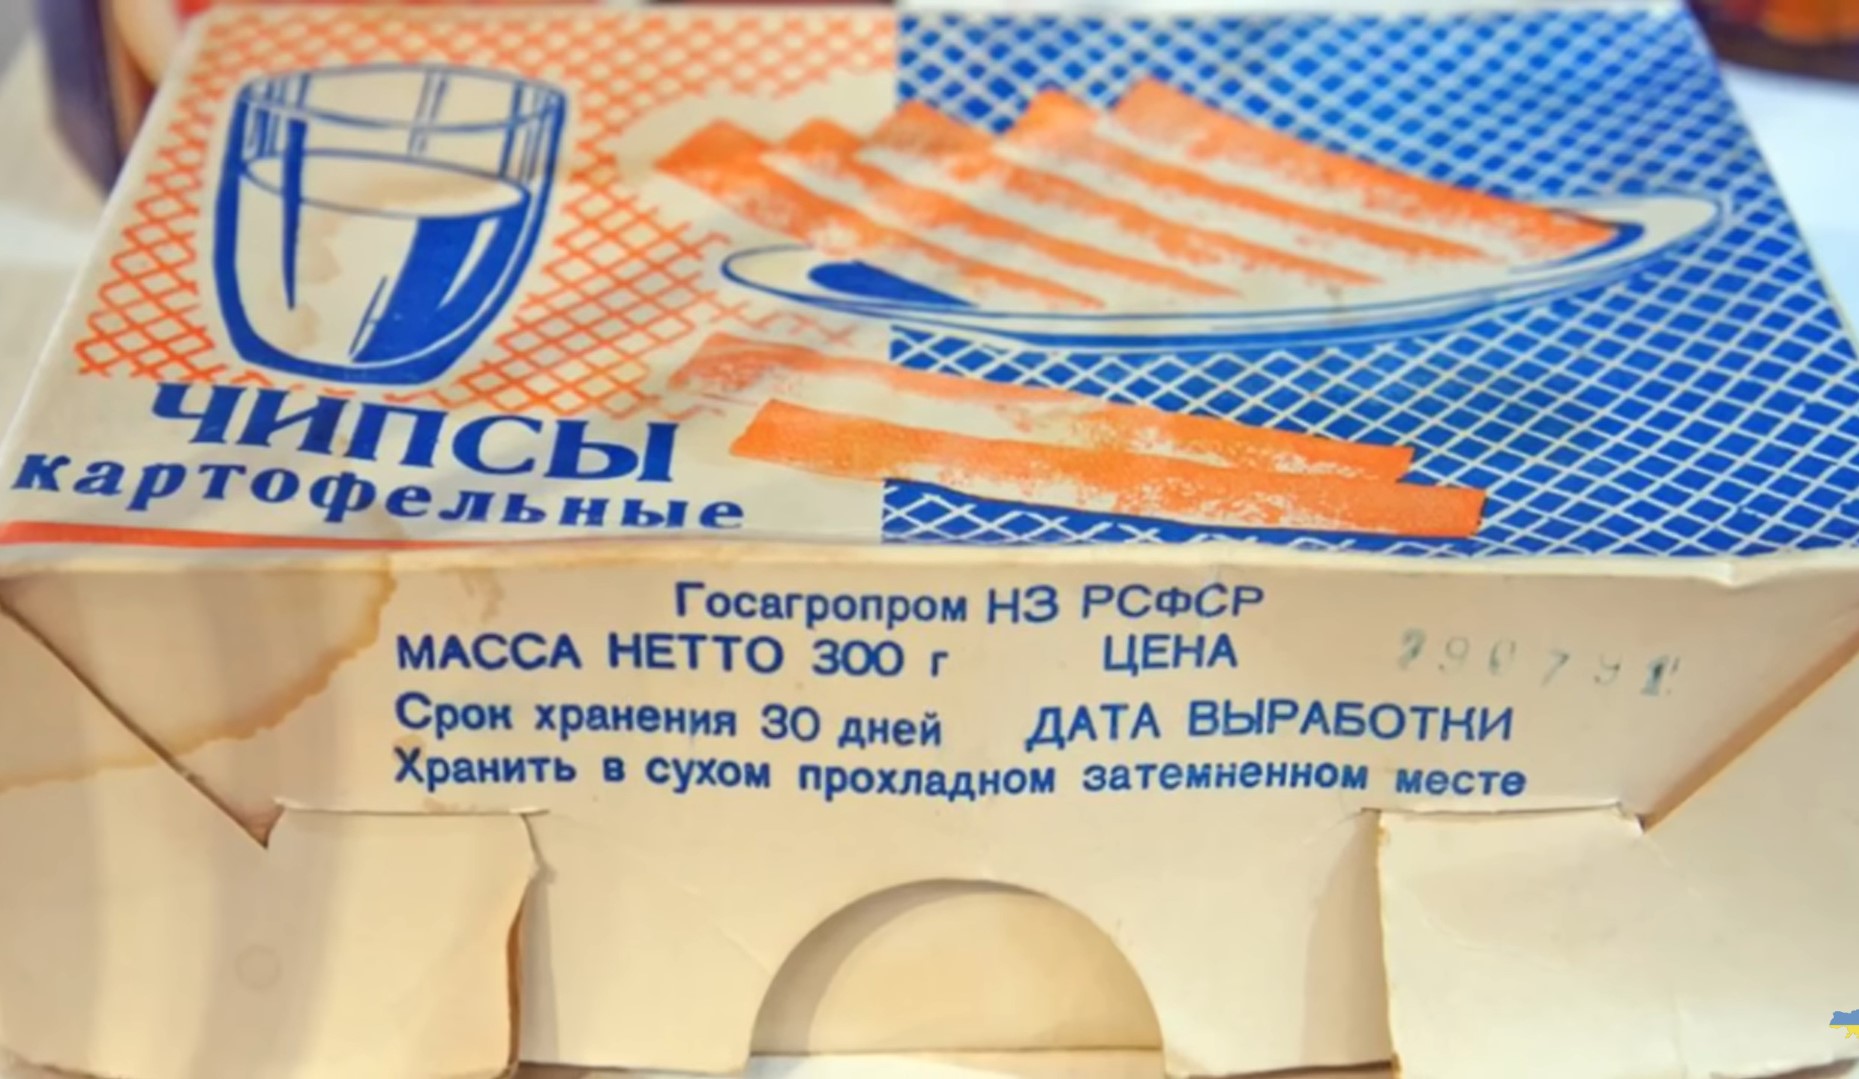 ЧИПСЫ
картофельные
Госагропром НЗ РСФСР
МАССА НЕТТО 300 г ЦЕНА
Срок хранения 30 дней ДАТА ВЫРАБОТКИ
Хранить в сухом прохладном затемненном месте